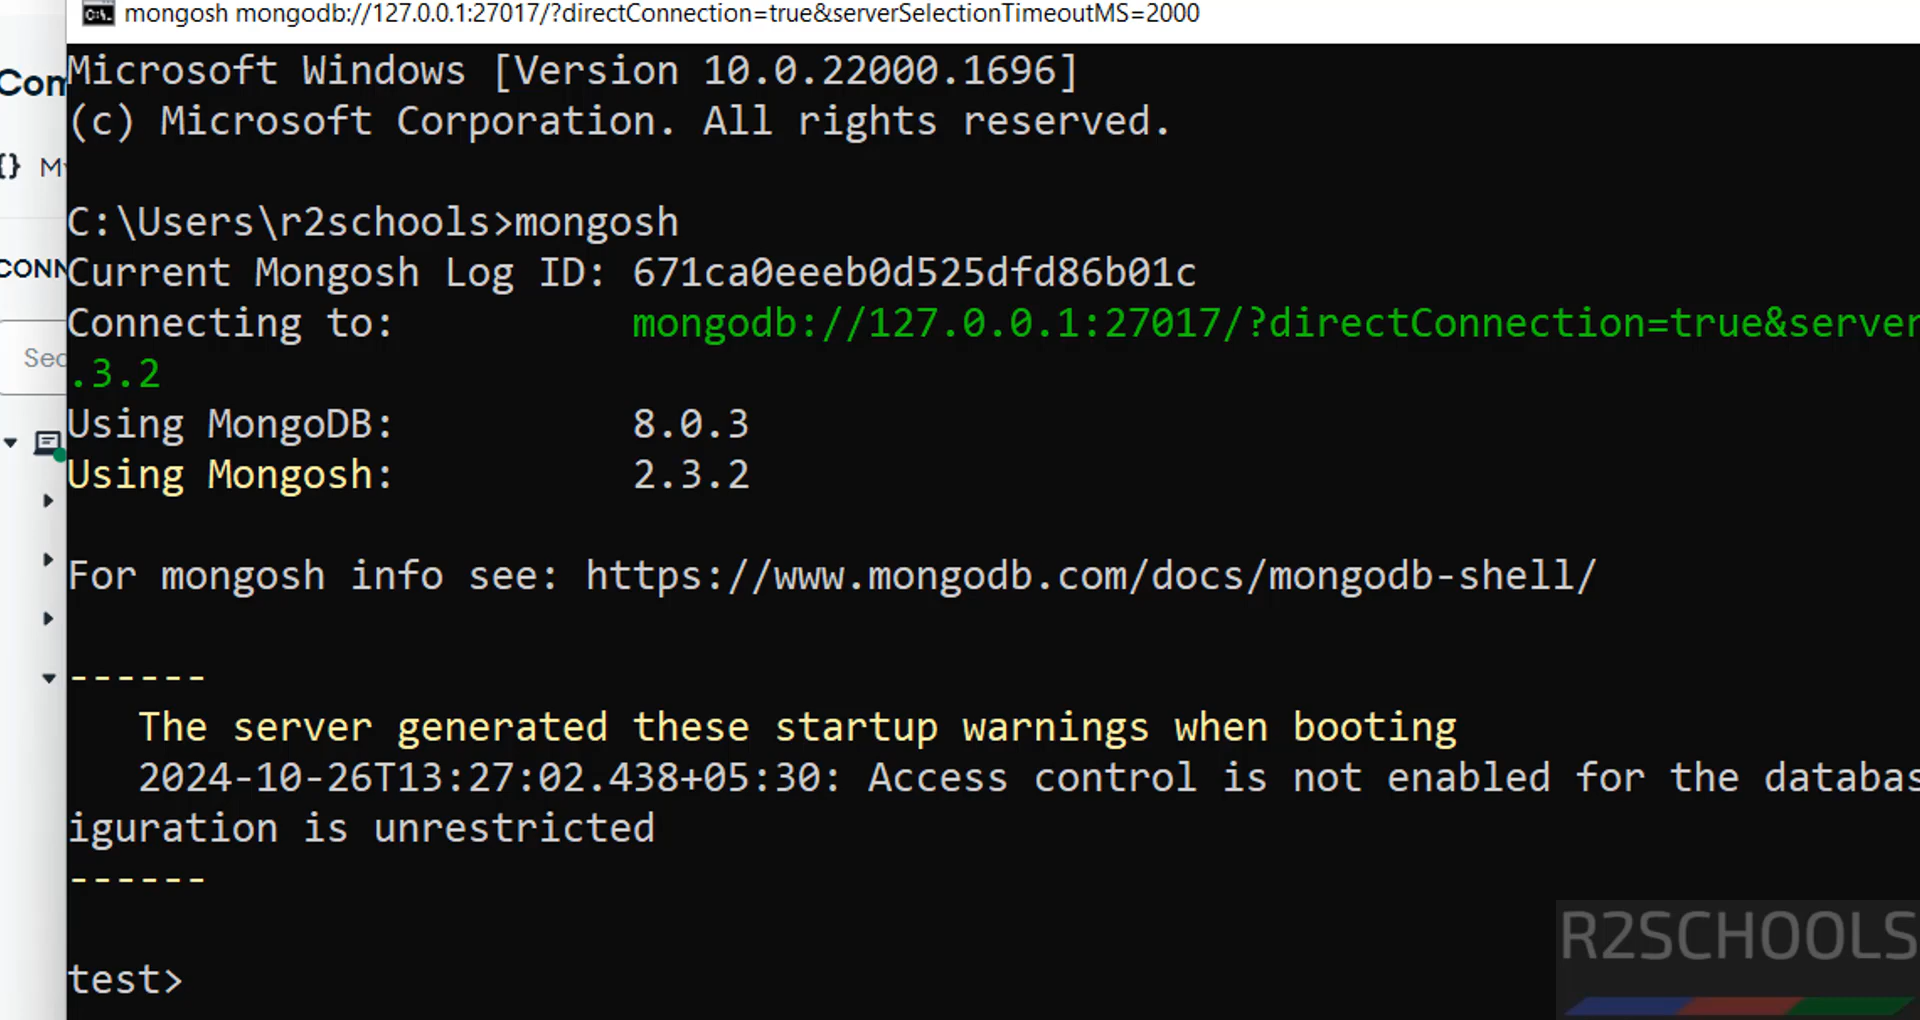 mongosh mongodb://127.0.0.1:27017/?directConnection=true&serverSelectionTimeoutMS=2000
Microsoft Windows [Version 10.0.22000.1696]
(c) Microsoft Corporation. All rights reserved.
C:\Users\r2schools>mongosh
Current Mongosh Log ID: 671ca0eeeb0d525dfd86b01c
Connecting to: mongodb://127.0.0.1:27017/?directConnection=true&server
.3.2
Using MongoDB: 8.0.3
Using Mongosh: 2.3.2
For mongosh info see: https://www.mongodb.com/docs/mongodb-shell/
------
The server generated these startup warnings when booting
2024-10-26T13:27:02.438+05:30: Access control is not enabled for the databas
iguration is unrestricted
------
test>
Com
{} My
CONN
Sec
R2SCHOOLS